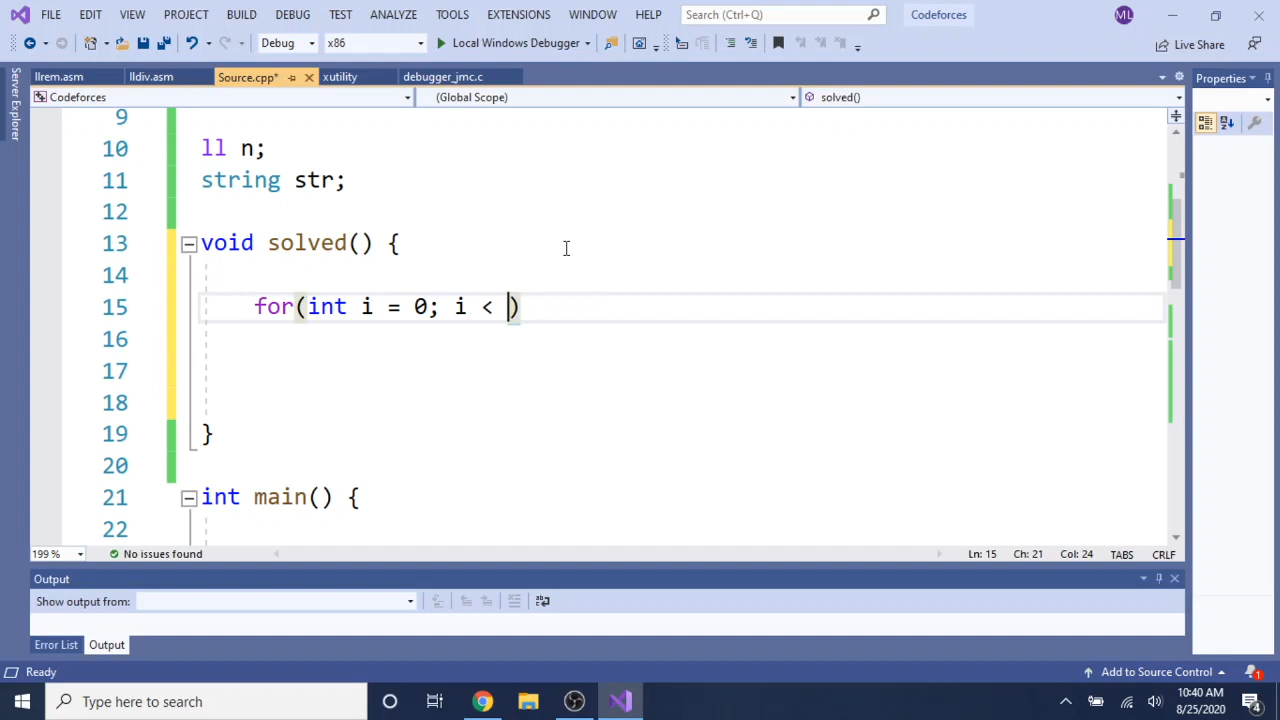 FILE EDIT VIEW PROJECT BUILD DEBUG TEST ANALYZE TOOLS EXTENSIONS WINDOW HELP Search (Ctrl+Q) Codeforces ML
Debug x86 Local Windows Debugger Live Share
Server Explorer
llrem.asm lldiv.asm Source.cpp* xutility debugger_jmc.c Properties
Codeforces (Global Scope) solved()
9
10 ll n;
11 string str;
12
13 void solved() {
14
15 for(int i = 0; i < )
16
17
18
19 }
20
21 int main() {
22
199 % No issues found Ln: 15 Ch: 21 Col: 24 TABS CRLF
Output
Show output from:
Error List Output
Ready Add to Source Control 1
Type here to search 10:40 AM
8/25/2020 4